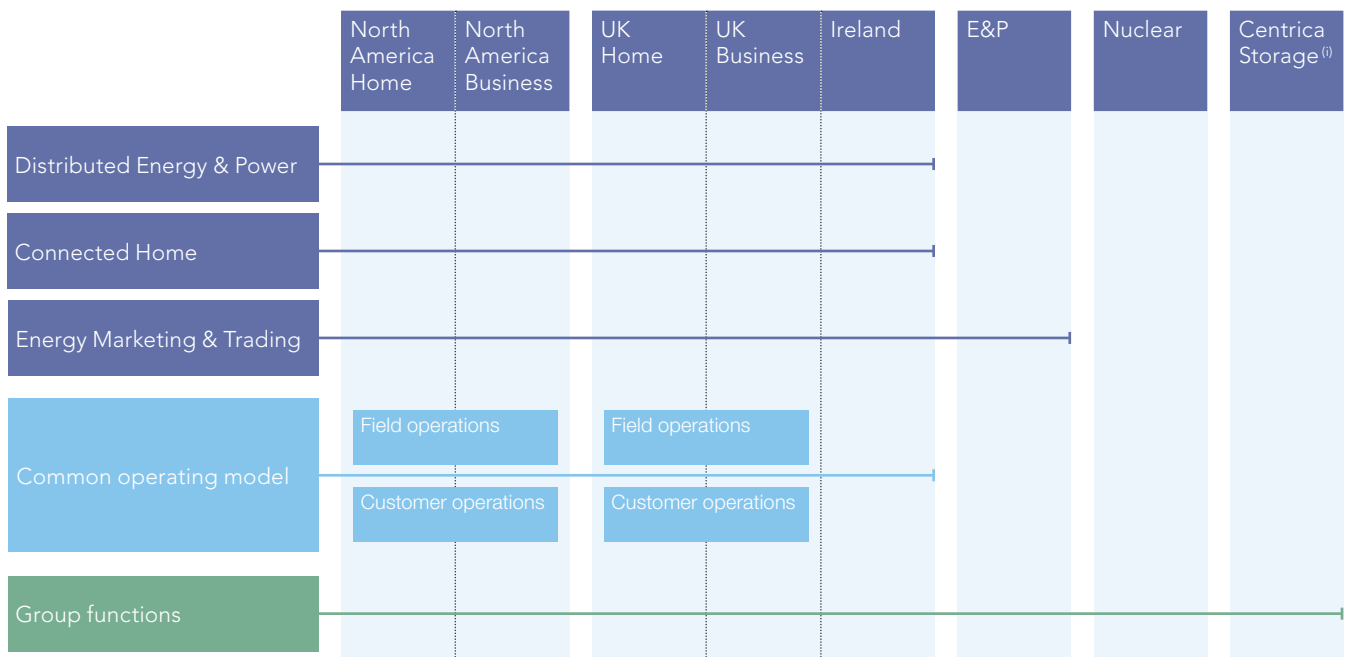 North
America
Home
North
America
Business
UK
Home
UK
Business
Ireland
E&P
Nuclear
Centrica
Storage (i)
Distributed Energy & Power
Connected Home
Energy Marketing & Trading
Common operating model
Field operations
Field operations
Customer operations
Customer operations
Group functions